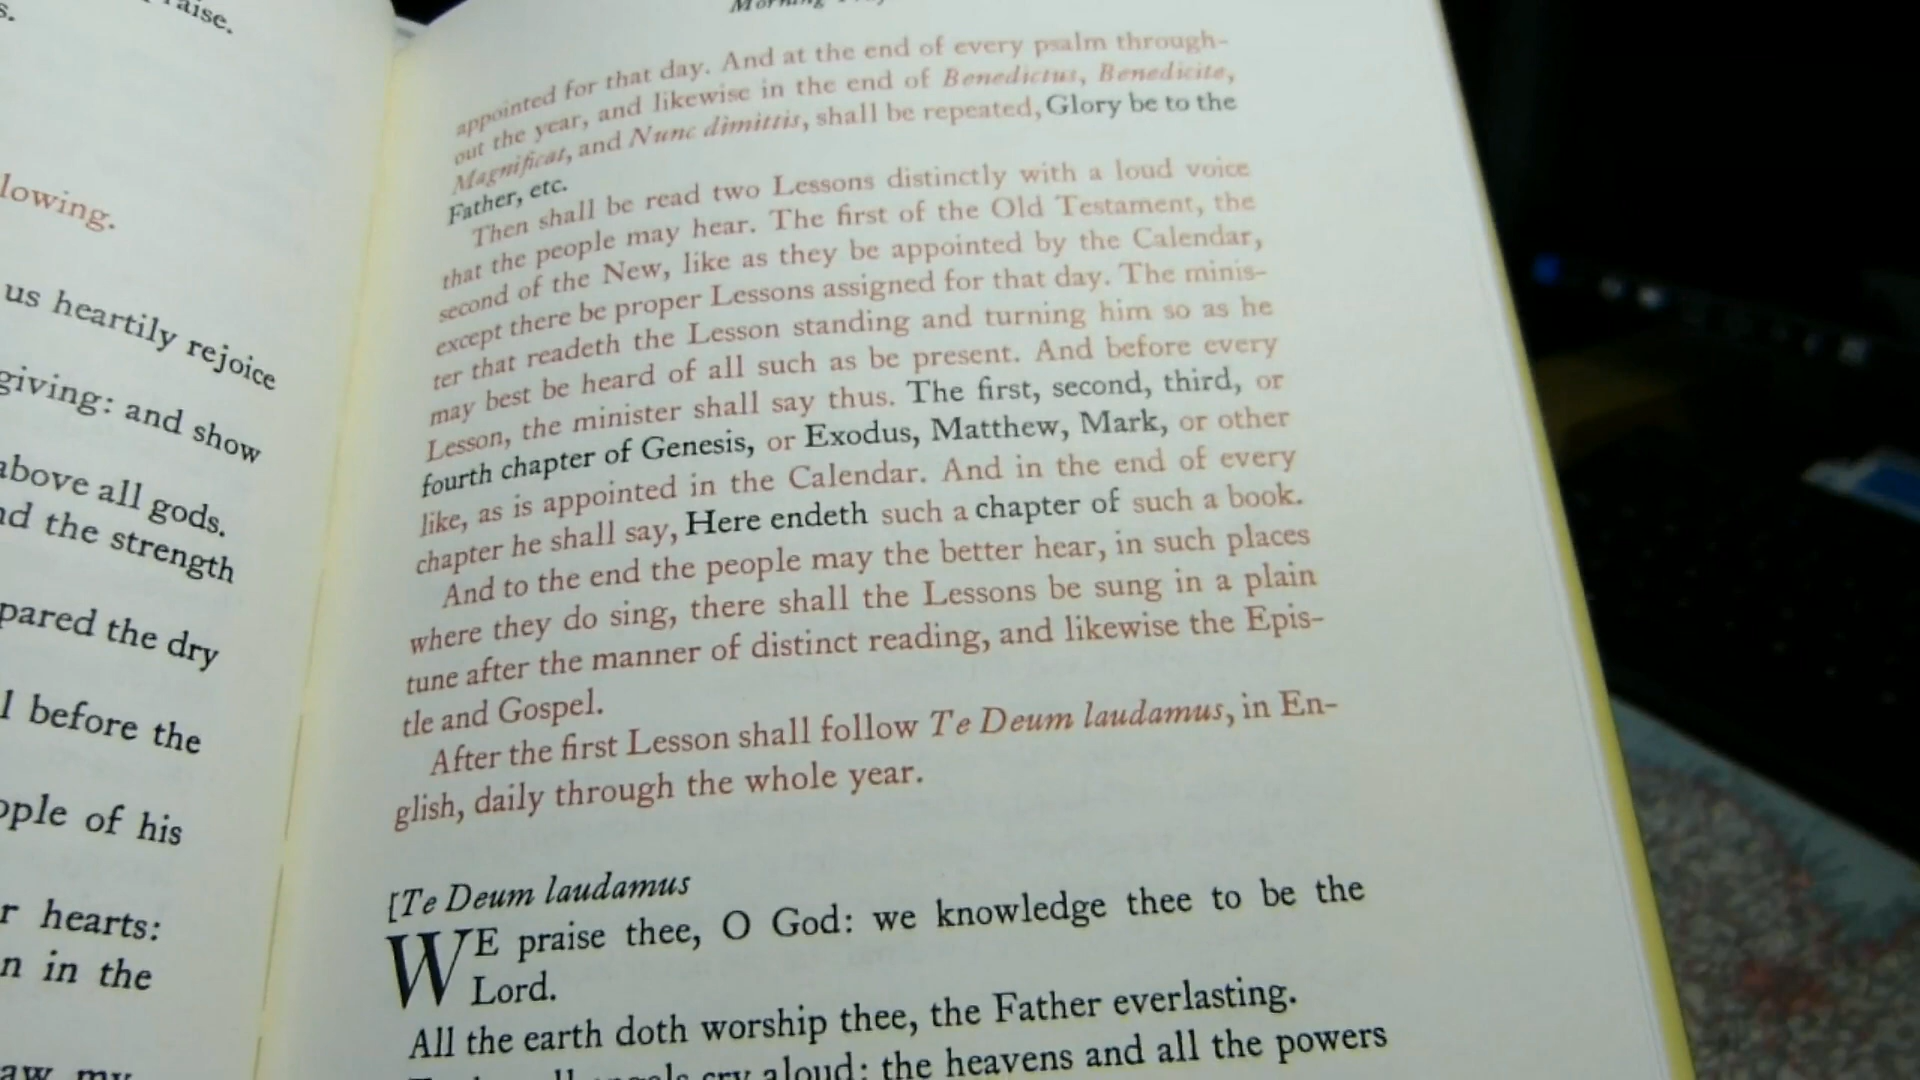 aise.
lowing.
us heartily rejoice
giving: and show
above all gods.
nd the strength
pared the dry
l before the
ople of his
r hearts:
n in the
aw my
Morning
appointed for that day. And at the end of every psalm through-
out the year, and likewise in the end of Benedictus, Benedicite,
Magnificat, and Nunc dimittis, shall be repeated, Glory be to the
Father, etc.
Then shall be read two Lessons distinctly with a loud voice
that the people may hear. The first of the Old Testament, the
second of the New, like as they be appointed by the Calendar,
except there be proper Lessons assigned for that day. The minis-
ter that readeth the Lesson standing and turning him so as he
may best be heard of all such as be present. And before every
Lesson, the minister shall say thus. The first, second, third, or
fourth chapter of Genesis, or Exodus, Matthew, Mark, or other
like, as is appointed in the Calendar. And in the end of every
chapter he shall say, Here endeth such a chapter of such a book.
And to the end the people may the better hear, in such places
where they do sing, there shall the Lessons be sung in a plain
tune after the manner of distinct reading, and likewise the Epis-
tle and Gospel.
After the first Lesson shall follow Te Deum laudamus, in En-
glish, daily through the whole year.
[Te Deum laudamus
WE praise thee, O God: we knowledge thee to be the
Lord.
All the earth doth worship thee, the Father everlasting.
cry aloud: the heavens and all the powers